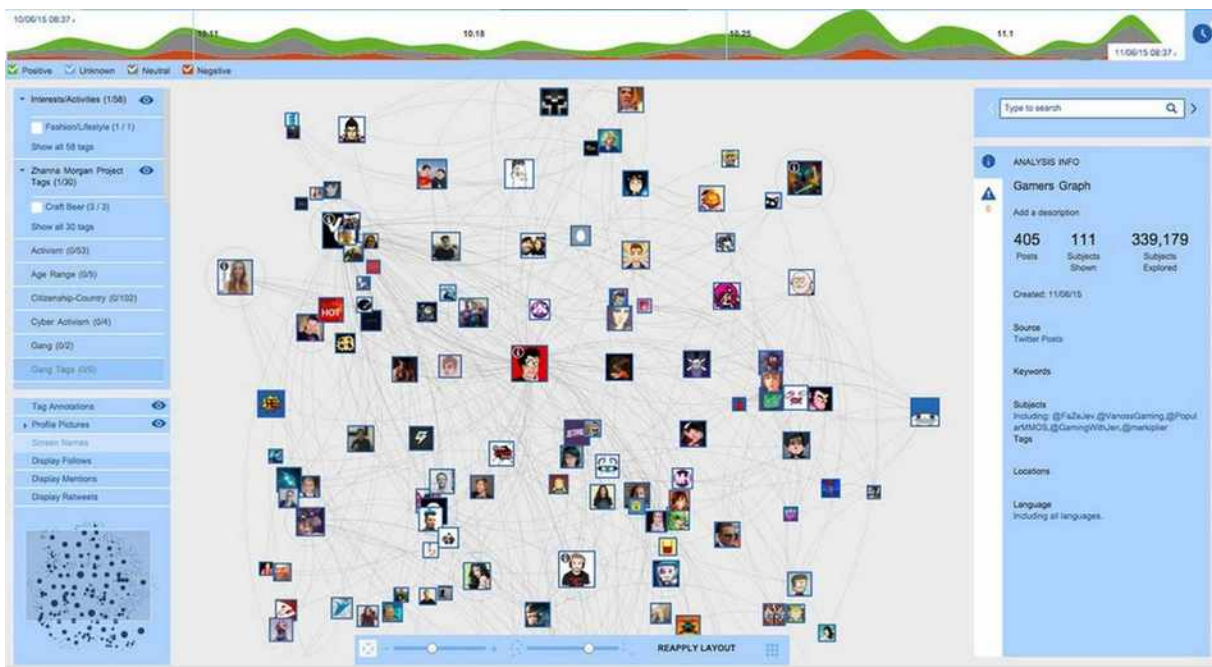 10/06/15 08:37
10.11
10.18
10.25
11.1
11/06/15 08:37
Positive
Unknown
Neutral
Negative
Interests/Activities (1/58)
Fashion/Lifestyle (1 / 1)
Show all 58 tags
Zhanna Morgan Project
Tags (1/30)
Craft Beer (3 / 3)
Show all 30 tags
Activism (0/53)
Age Range (0/9)
Citizenship-Country (0/102)
Cyber Activism (0/4)
Gang (0/2)
Gang Tags
Tag Annotations
Profile Pictures
Screen Names
Display Follows
Display Mentions
Display Retweets
HOT
REAPPLY LAYOUT
Type to search
ANALYSIS INFO
Gamers Graph
Add a description
405
111
339,179
Posts
Subjects
Shown
Subjects
Explored
Created: 11/06/15
Source
Twitter Posts
Keywords
Subjects
Including: @FaZeJev,@VanossGaming,@Popul
arMMOS,@GamingWithJen,@markiplier
Tags
Locations
Language
Including all languages.